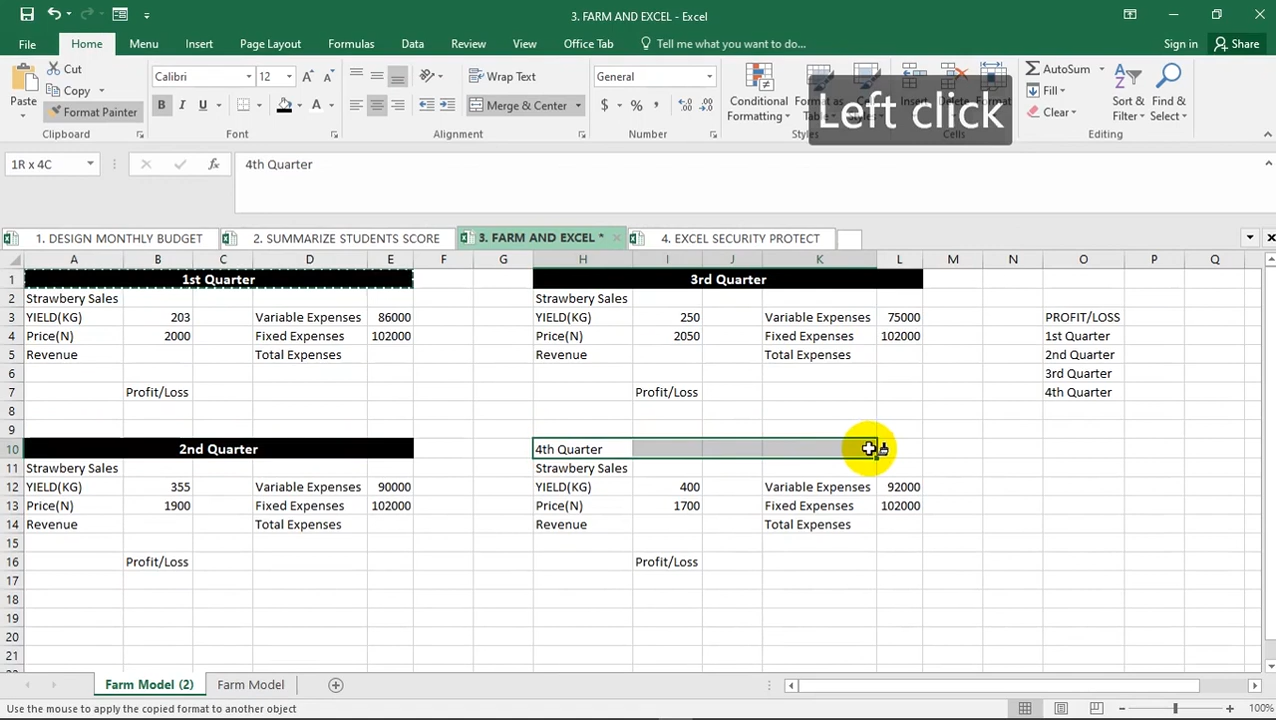 3. FARM AND EXCEL - Excel
File Home Menu Insert Page Layout Formulas Data Review View Office Tab Tell me what you want to do... Sign in Share
Paste Cut Copy Format Painter
Clipboard
Calibri 12 A A
B I U A
Font
Wrap Text
Merge & Center
Alignment
General
$ %
Number
Conditional Formatting
Styles
Cells
Left click
AutoSum
Fill
Clear
Sort & Filter
Find & Select
Editing
1R x 4C fx 4th Quarter
1. DESIGN MONTHLY BUDGET 2. SUMMARIZE STUDENTS SCORE 3. FARM AND EXCEL * 4. EXCEL SECURITY PROTECT
A B C D E F G H I J K L M N O P Q
1 1st Quarter 3rd Quarter
2 Strawbery Sales Strawbery Sales
3 YIELD(KG) 203 Variable Expenses 86000 YIELD(KG) 250 Variable Expenses 75000 PROFIT/LOSS
4 Price(N) 2000 Fixed Expenses 102000 Price(N) 2050 Fixed Expenses 102000 1st Quarter
5 Revenue Total Expenses Revenue Total Expenses 2nd Quarter
6 3rd Quarter
7 Profit/Loss Profit/Loss 4th Quarter
8
9
10 2nd Quarter 4th Quarter
11 Strawbery Sales Strawbery Sales
12 YIELD(KG) 355 Variable Expenses 90000 YIELD(KG) 400 Variable Expenses 92000
13 Price(N) 1900 Fixed Expenses 102000 Price(N) 1700 Fixed Expenses 102000
14 Revenue Total Expenses Revenue Total Expenses
15
16 Profit/Loss Profit/Loss
17
18
19
20
21
Farm Model (2) Farm Model
Use the mouse to apply the copied format to another object 100%